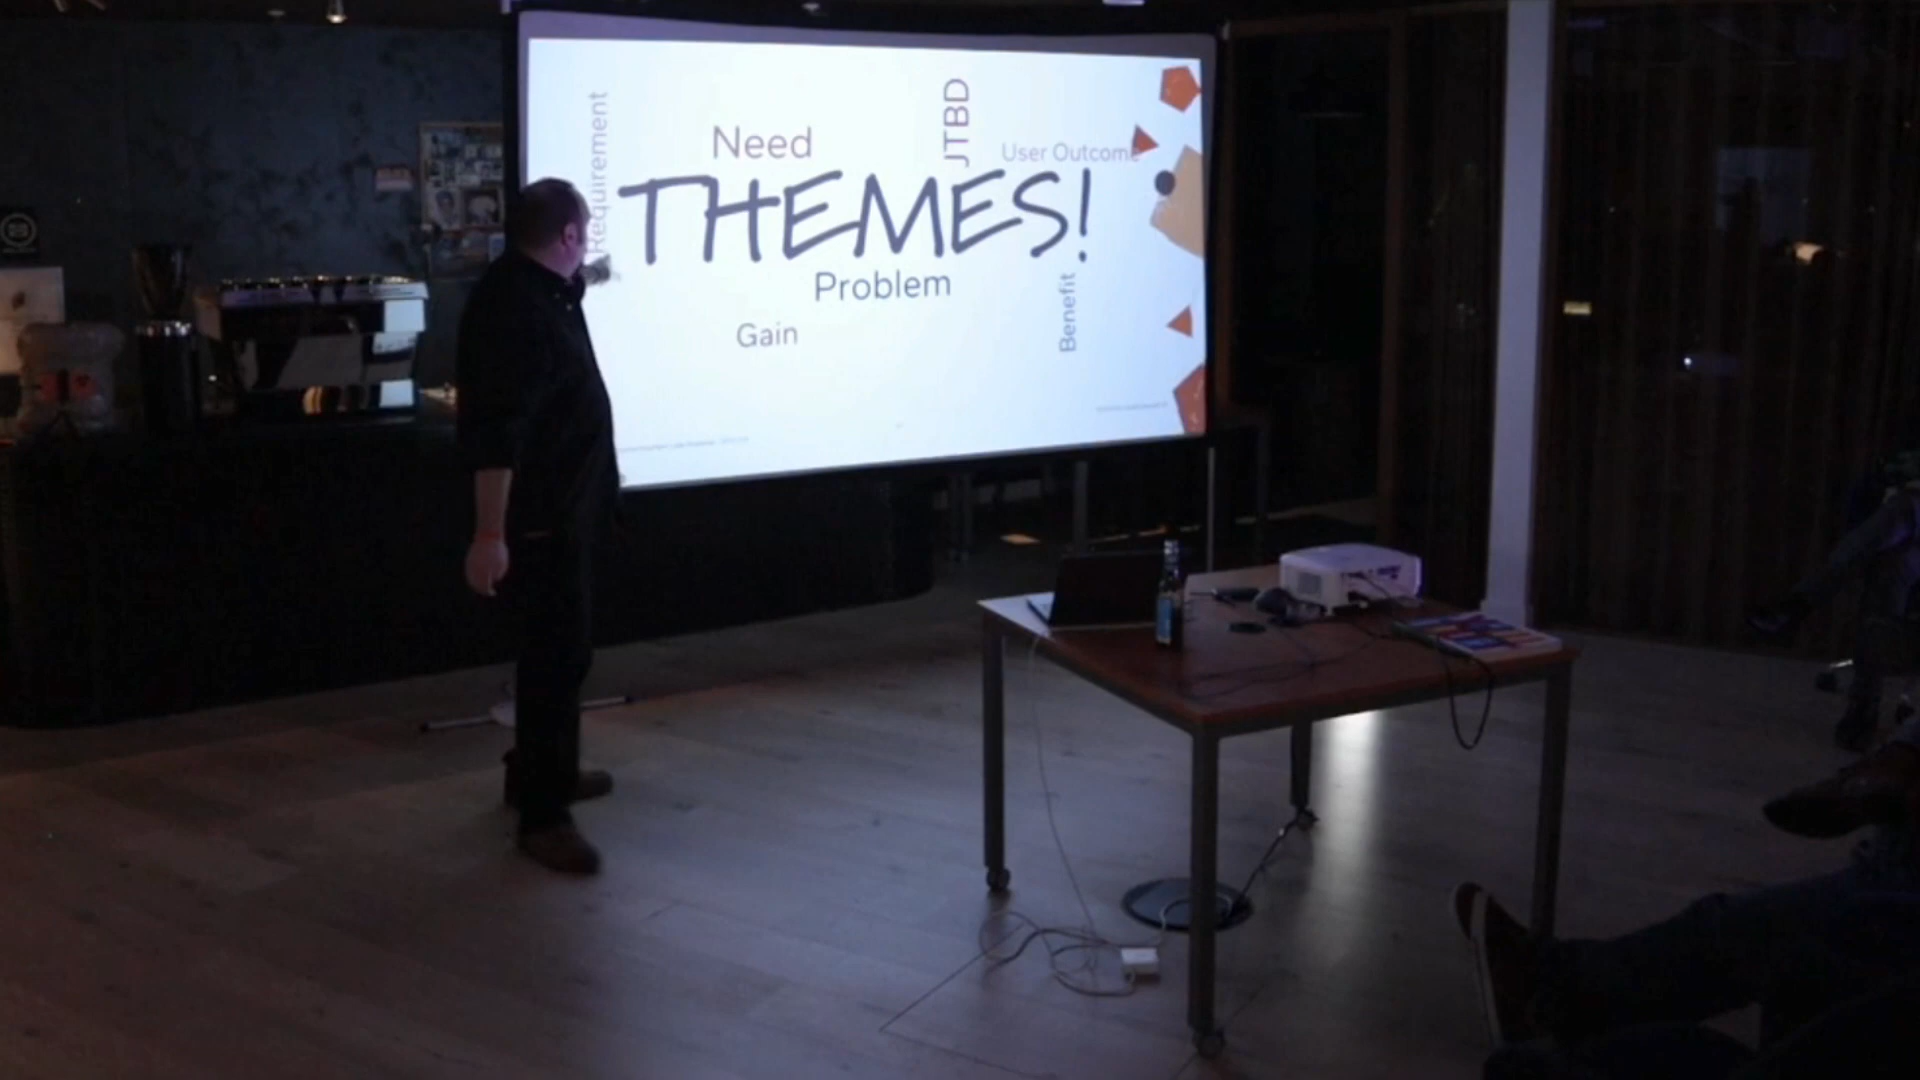 Requirement
Need
JTBD
User Outcome
THEMES!
Problem
Benefit
Gain